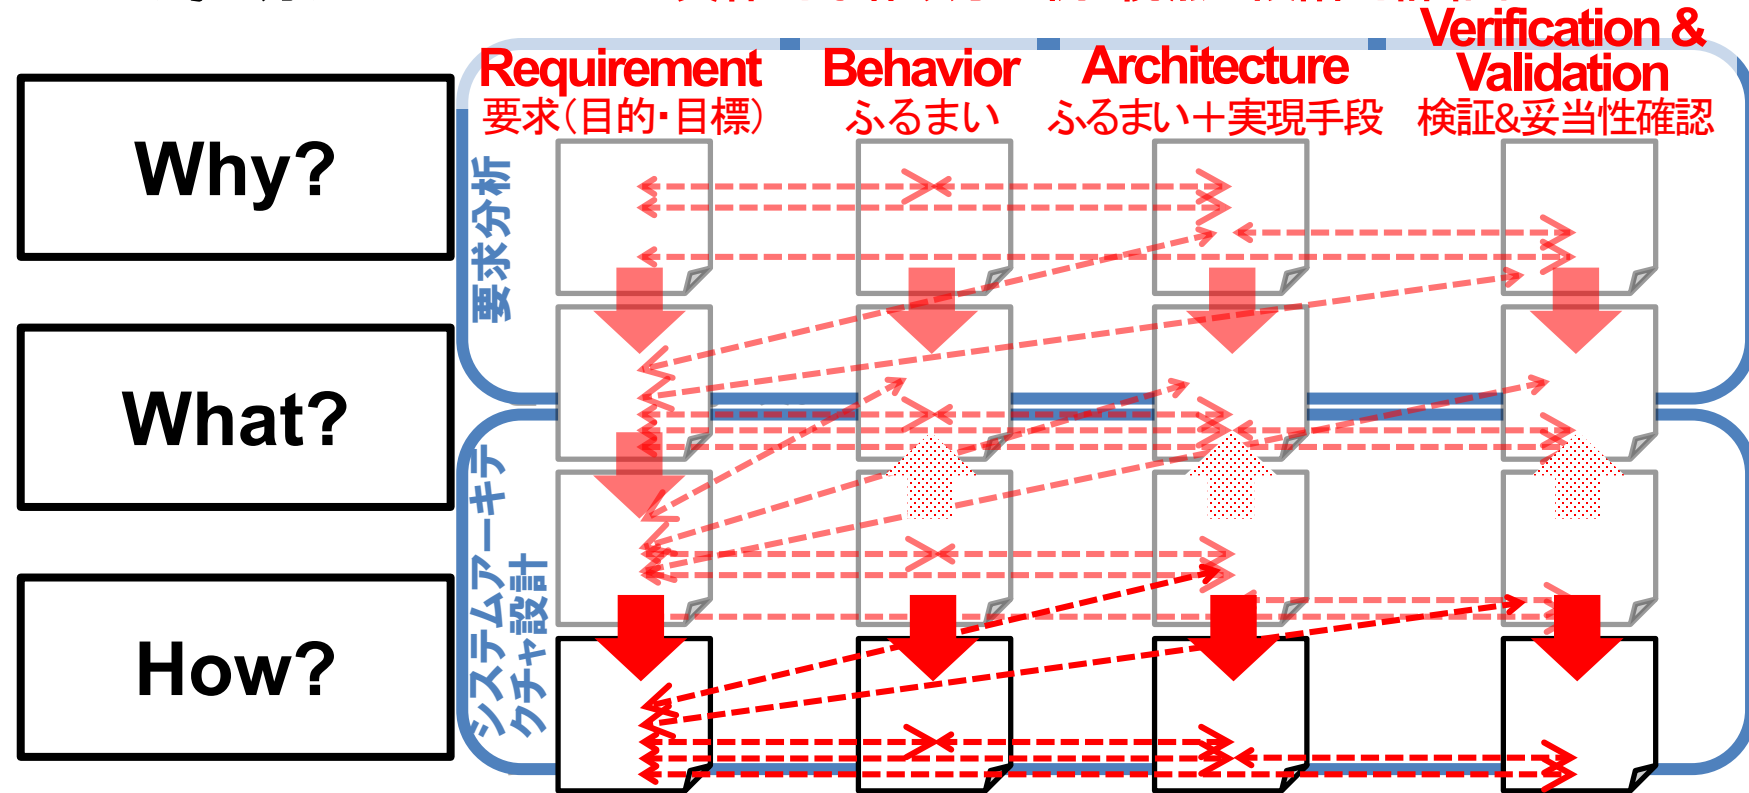 Requirement
要求(目的・目標)
Behavior
ふるまい
Architecture
ふるまい＋実現手段
Verification &
Validation
検証&妥当性確認
Why?
What?
How?
要求分析
システムアーキテ
クチャ設計